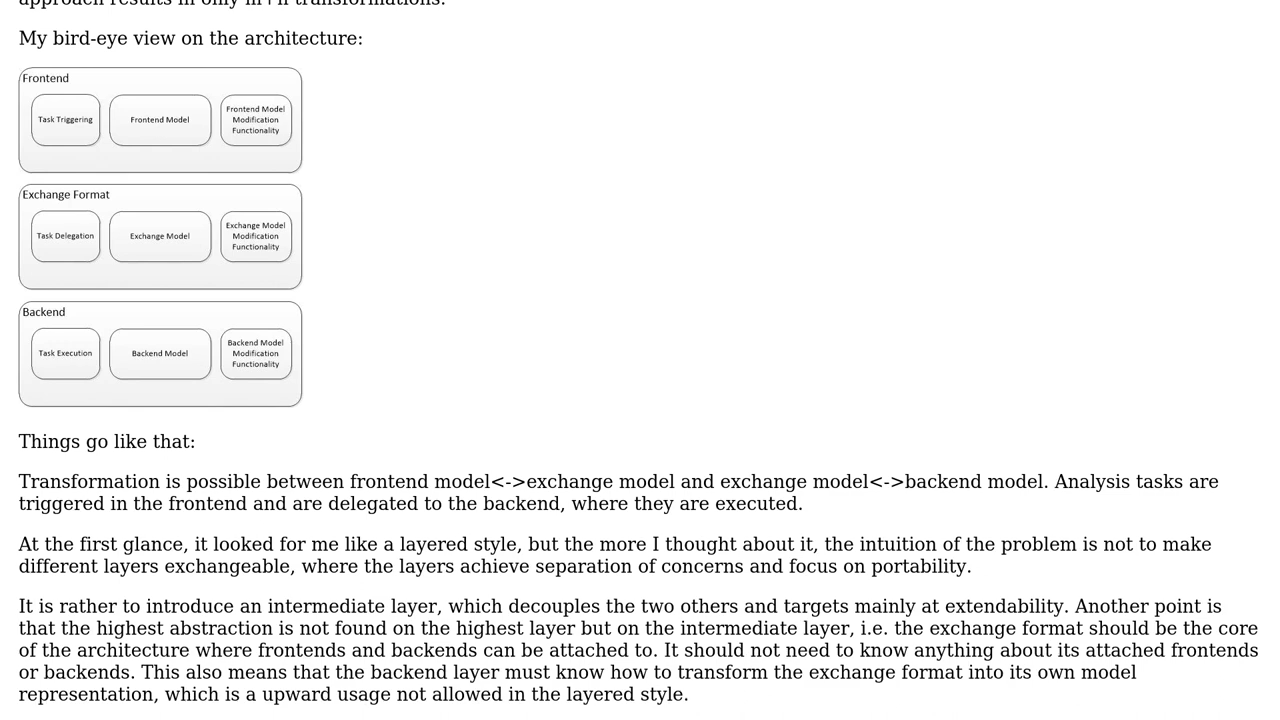 approach results in only m+n transformations.
My bird-eye view on the architecture:
Frontend
Task Triggering
Frontend Model
Frontend Model
Modification
Functionality
Exchange Format
Task Delegation
Exchange Model
Exchange Model
Modification
Functionality
Backend
Task Execution
Backend Model
Backend Model
Modification
Functionality
Things go like that:
Transformation is possible between frontend model<->exchange model and exchange model<->backend model. Analysis tasks are
triggered in the frontend and are delegated to the backend, where they are executed.
At the first glance, it looked for me like a layered style, but the more I thought about it, the intuition of the problem is not to make
different layers exchangeable, where the layers achieve separation of concerns and focus on portability.
It is rather to introduce an intermediate layer, which decouples the two others and targets mainly at extendability. Another point is
that the highest abstraction is not found on the highest layer but on the intermediate layer, i.e. the exchange format should be the core
of the architecture where frontends and backends can be attached to. It should not need to know anything about its attached frontends
or backends. This also means that the backend layer must know how to transform the exchange format into its own model
representation, which is a upward usage not allowed in the layered style.